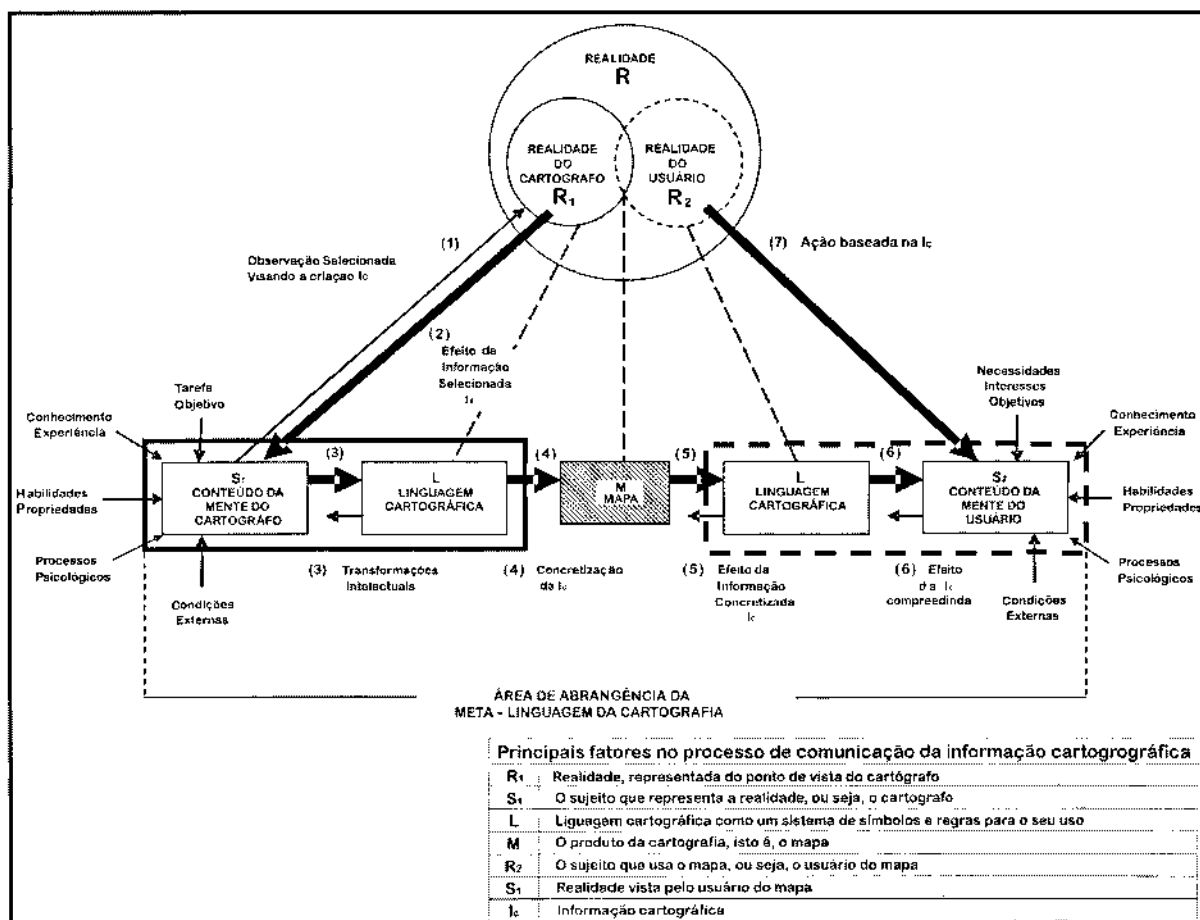 REALIDADE
R
REALIDADE
DO
CARTOGRAFO
R₁
REALIDADE
DO
USUÁRIO
R₂
(1)
Observação Selecionada
Visando a criação Ic
(2)
Efeito da
Informação
Selecionada
Ic
(7) Ação baseada na Ic
Tarefa
Objetivo
Conhecimento
Experiência
Habilidades
Propriedades
Processos
Psicológicos
Condições
Externas
S₁
CONTEÚDO DA
MENTE DO
CARTOGRÁFO
(3)
L
LINGUAGEM
CARTOGRÁFICA
(3) Transformações
Intelectuais
(4)
M
MAPA
(4) Concretização
da Ic
(5)
L
LINGUAGEM
CARTOGRÁFICA
(5) Efeito da
Informação
Concretizada
Ic
(6)
S₂
CONTEÚDO DA
MENTE DO
USUÁRIO
(6) Efeito
da Ic
compreedinda
Necessidades
Interesses
Objetivos
Conhecimento
Experiência
Habilidades
Propriedades
Processos
Psicológicos
Condições
Externas
ÁREA DE ABRANGÊNCIA DA
META - LINGUAGEM DA CARTOGRAFIA
Principais fatores no processo de comunicação da informação cartogrográfica
R₁ Realidade, representada do ponto de vista do cartógrafo
S₁ O sujeito que representa a realidade, ou seja, o cartografo
L Liguagem cartográfica como um sistema de símbolos e regras para o seu uso
M O produto da cartografia, isto é, o mapa
R₂ O sujeito que usa o mapa, ou seja, o usuário do mapa
S₁ Realidade vista pelo usuário do mapa
Ic Informação cartográfica